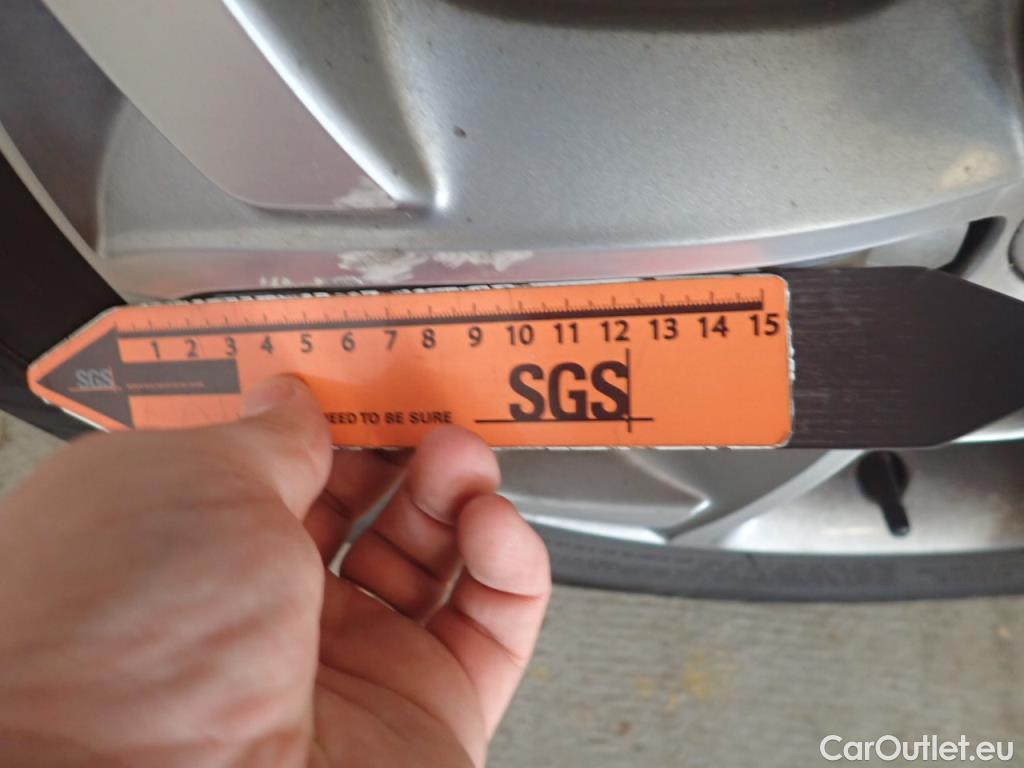 1 2 3 4 5 6 7 8 9 10 11 12 13 14 15
SGS
SGS
NEED TO BE SURE
CarOutlet.eu